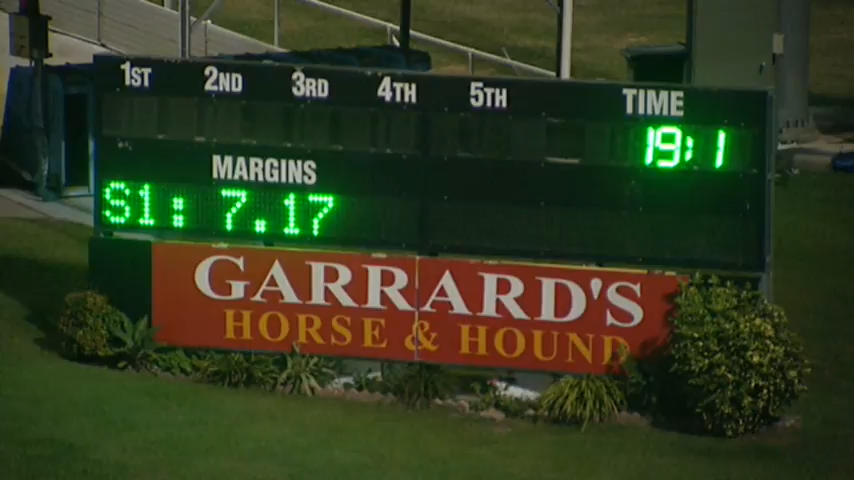 1ST 2ND 3RD 4TH 5TH TIME
19:1
MARGINS
S1: 7.17
GARRARD'S
HORSE & HOUND